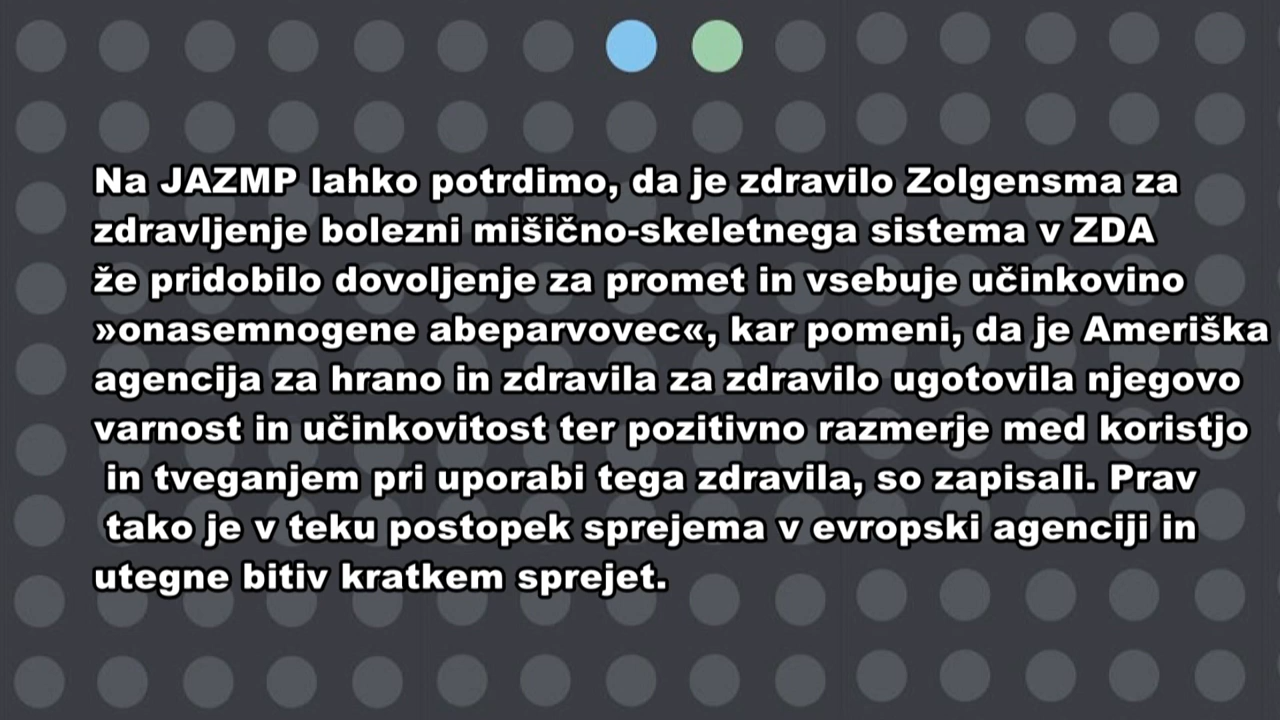 Na JAZMP lahko potrdimo, da je zdravilo Zolgensma za
zdravljenje bolezni mišično-skeletnega sistema v ZDA
že pridobilo dovoljenje za promet in vsebuje učinkovino
»onasemnogene abeparvovec«, kar pomeni, da je Ameriška
agencija za hrano in zdravila za zdravilo ugotovila njegovo
varnost in učinkovitost ter pozitivno razmerje med koristjo
in tveganjem pri uporabi tega zdravila, so zapisali. Prav
tako je v teku postopek sprejema v evropski agenciji in
utegne bitiv kratkem sprejet.